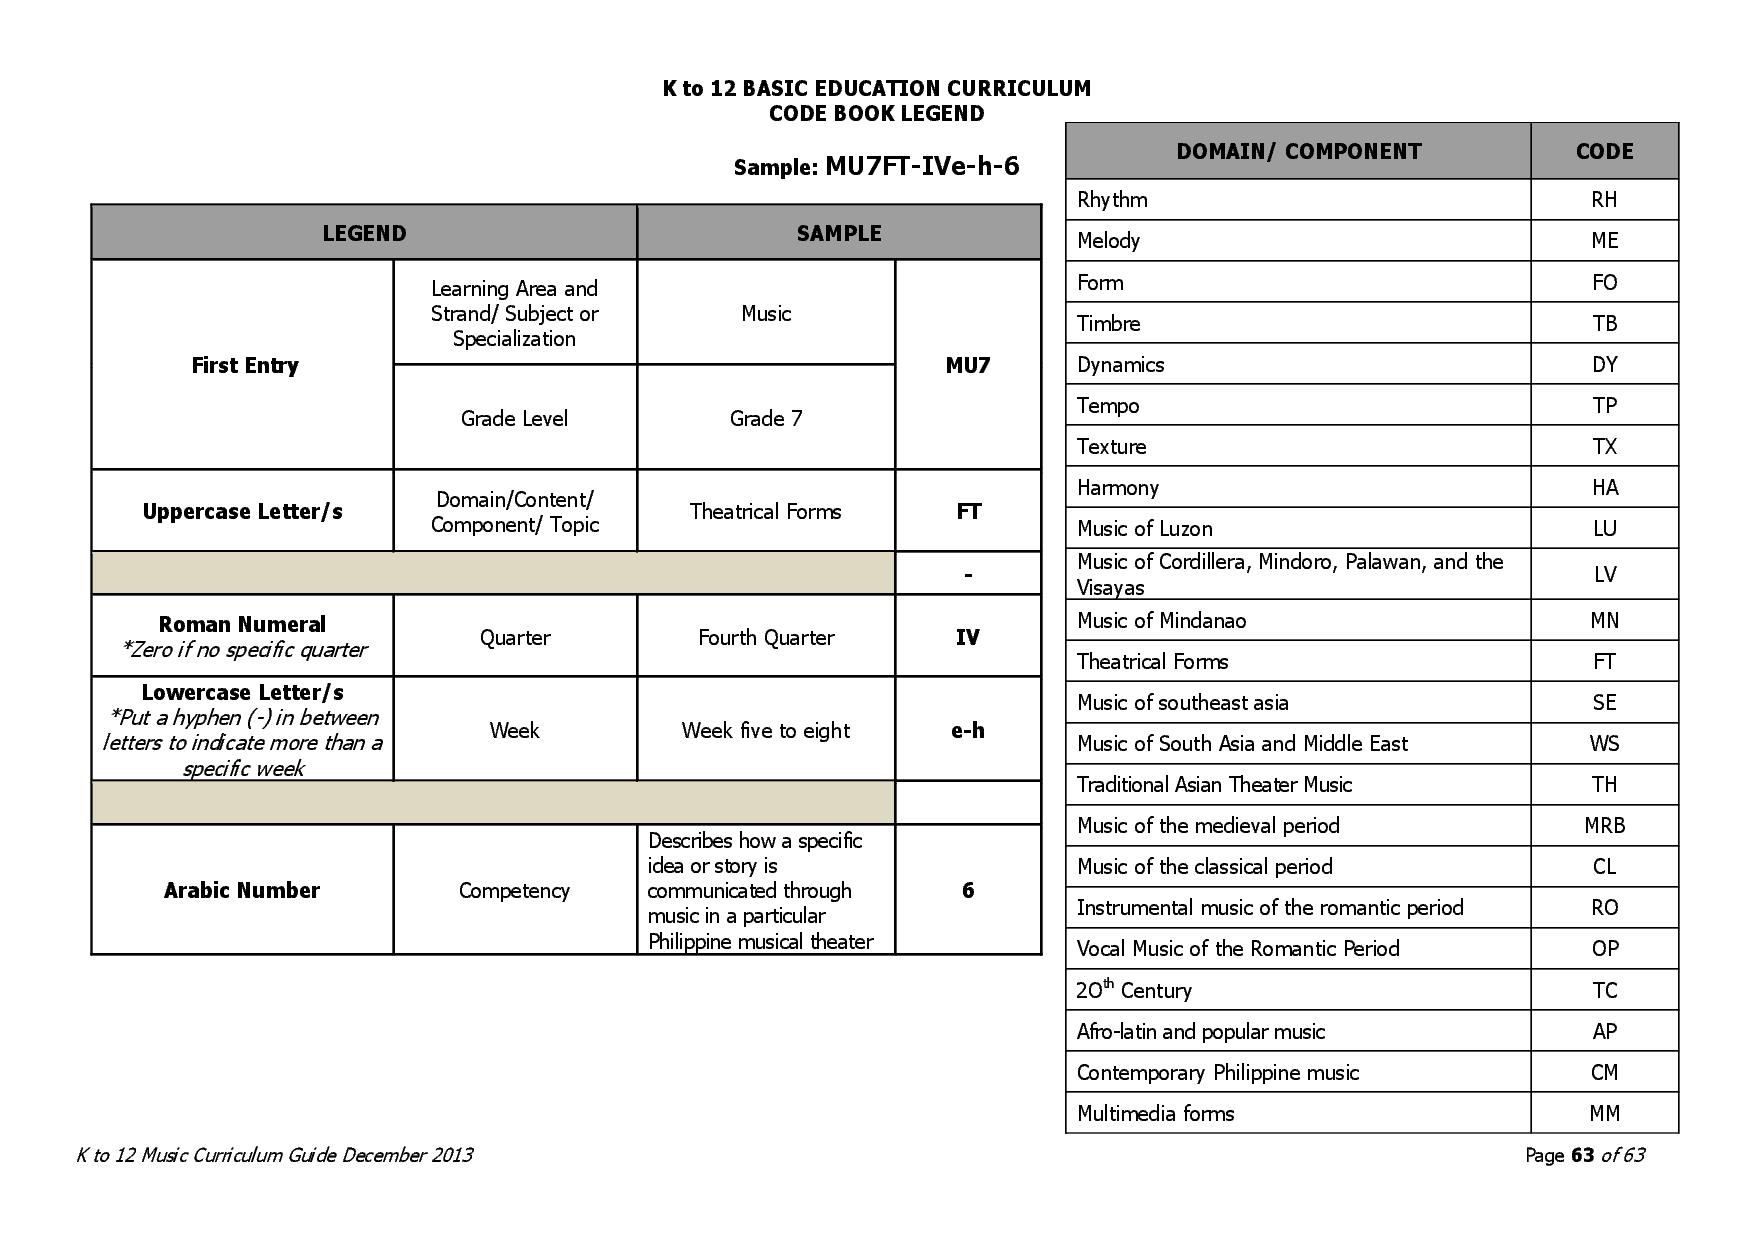 K to 12 BASIC EDUCATION CURRICULUM
CODE BOOK LEGEND
Sample: MU7FT-IVe-h-6
LEGEND SAMPLE
First Entry
Learning Area and
Strand/ Subject or
Specialization
Music
MU7
Grade Level
Grade 7
Uppercase Letter/s
Domain/Content/
Component/ Topic
Theatrical Forms
FT
-
Roman Numeral
*Zero if no specific quarter
Quarter
Fourth Quarter
IV
Lowercase Letter/s
*Put a hyphen (-) in between
letters to indicate more than a
specific week
Week
Week five to eight
e-h
Arabic Number
Competency
Describes how a specific
idea or story is
communicated through
music in a particular
Philippine musical theater
6
DOMAIN/ COMPONENT CODE
Rhythm RH
Melody ME
Form FO
Timbre TB
Dynamics DY
Tempo TP
Texture TX
Harmony HA
Music of Luzon LU
Music of Cordillera, Mindoro, Palawan, and the
Visayas
LV
Music of Mindanao MN
Theatrical Forms FT
Music of southeast asia SE
Music of South Asia and Middle East WS
Traditional Asian Theater Music TH
Music of the medieval period MRB
Music of the classical period CL
Instrumental music of the romantic period RO
Vocal Music of the Romantic Period OP
2Oth Century TC
Afro-latin and popular music AP
Contemporary Philippine music CM
Multimedia forms MM
K to 12 Music Curriculum Guide December 2013
Page 63 of 63